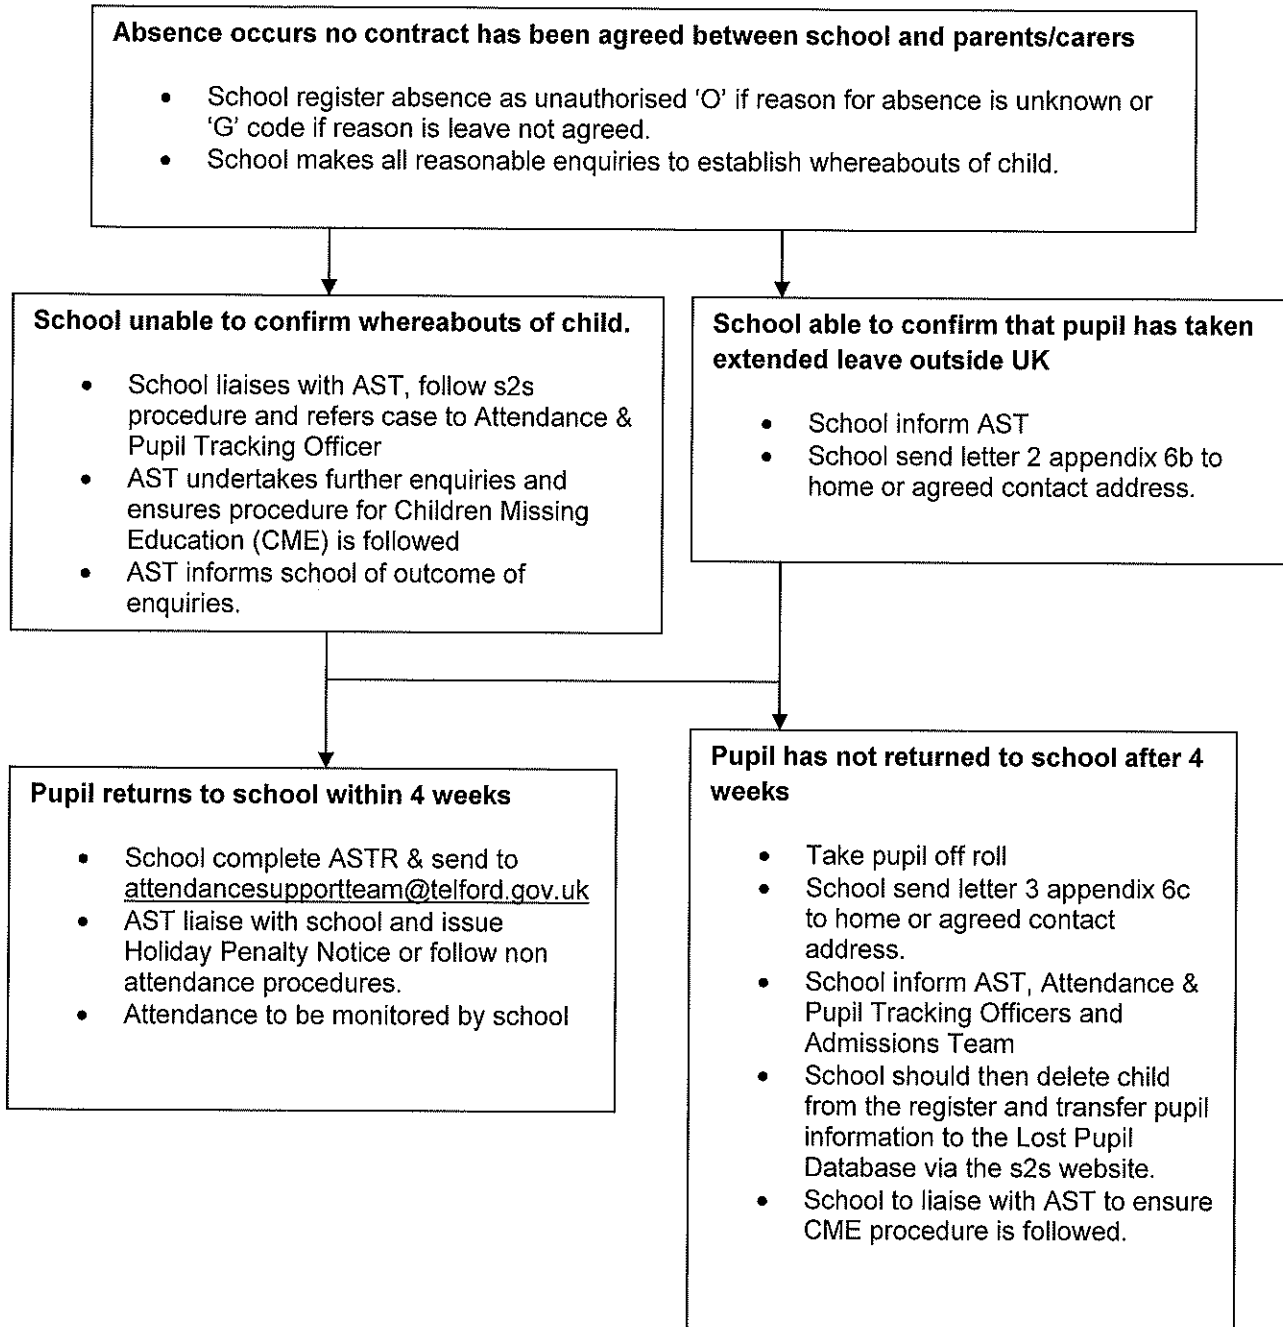 Absence occurs no contract has been agreed between school and parents/carers
• School register absence as unauthorised ‘O’ if reason for absence is unknown or
‘G’ code if reason is leave not agreed.
• School makes all reasonable enquiries to establish whereabouts of child.
School unable to confirm whereabouts of child.
• School liaises with AST, follow s2s
procedure and refers case to Attendance &
Pupil Tracking Officer
• AST undertakes further enquiries and
ensures procedure for Children Missing
Education (CME) is followed
• AST informs school of outcome of
enquiries.
School able to confirm that pupil has taken
extended leave outside UK
• School inform AST
• School send letter 2 appendix 6b to
home or agreed contact address.
Pupil returns to school within 4 weeks
• School complete ASTR & send to
attendancesupportteam@telford.gov.uk
• AST liaise with school and issue
Holiday Penalty Notice or follow non
attendance procedures.
• Attendance to be monitored by school
Pupil has not returned to school after 4
weeks
• Take pupil off roll
• School send letter 3 appendix 6c
to home or agreed contact
address.
• School inform AST, Attendance &
Pupil Tracking Officers and
Admissions Team
• School should then delete child
from the register and transfer pupil
information to the Lost Pupil
Database via the s2s website.
• School to liaise with AST to ensure
CME procedure is followed.